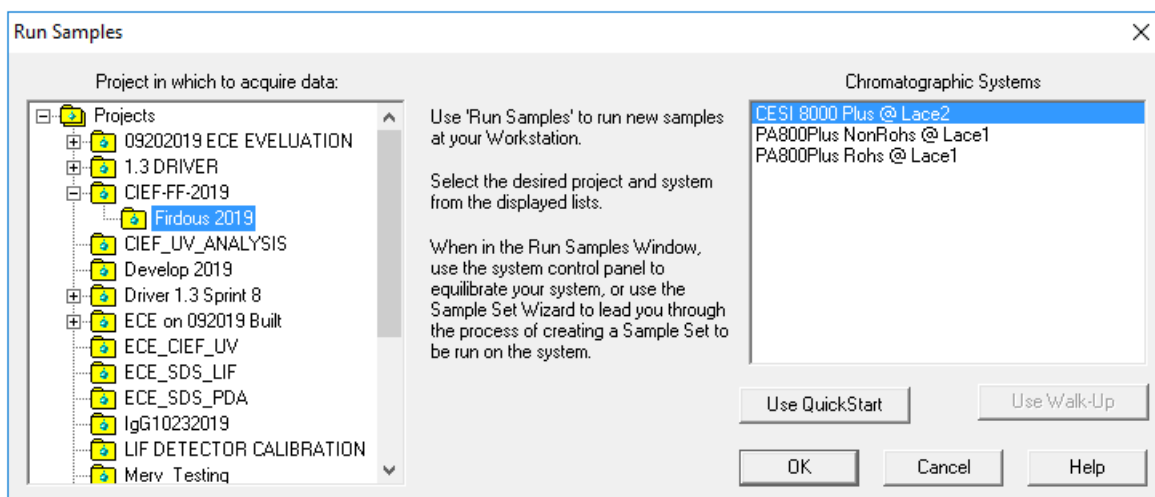 Run Samples
Project in which to acquire data:
Projects
09202019 ECE EVELUATION
1.3 DRIVER
CIEF-FF-2019
Firdous 2019
CIEF_UV_ANALYSIS
Develop 2019
Driver 1.3 Sprint 8
ECE on 092019 Built
ECE_CIEF_UV
ECE_SDS_LIF
ECE_SDS_PDA
IgG10232019
LIF DETECTOR CALIBRATION
Merv_Testing
Use 'Run Samples' to run new samples
at your Workstation.
Select the desired project and system
from the displayed lists.
When in the Run Samples Window,
use the system control panel to
equilibrate your system, or use the
Sample Set Wizard to lead you through
the process of creating a Sample Set to
be run on the system.
Chromatographic Systems
CESI 8000 Plus @ Lace2
PA800Plus NonRohs @ Lace1
PA800Plus Rohs @ Lace1
Use QuickStart
Use Walk-Up
OK
Cancel
Help